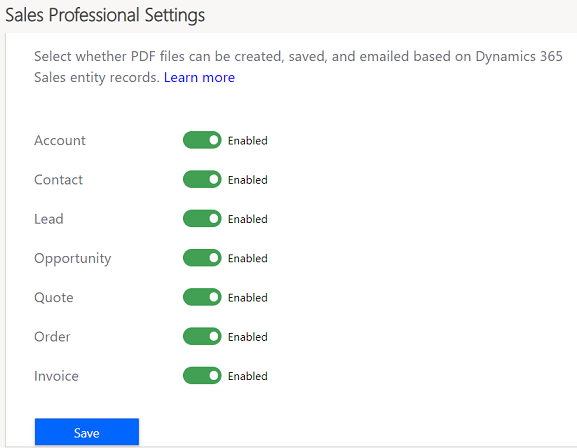 Sales Professional Settings
Select whether PDF files can be created, saved, and emailed based on Dynamics 365
Sales entity records. Learn more
Account Enabled
Contact Enabled
Lead Enabled
Opportunity Enabled
Quote Enabled
Order Enabled
Invoice Enabled
Save